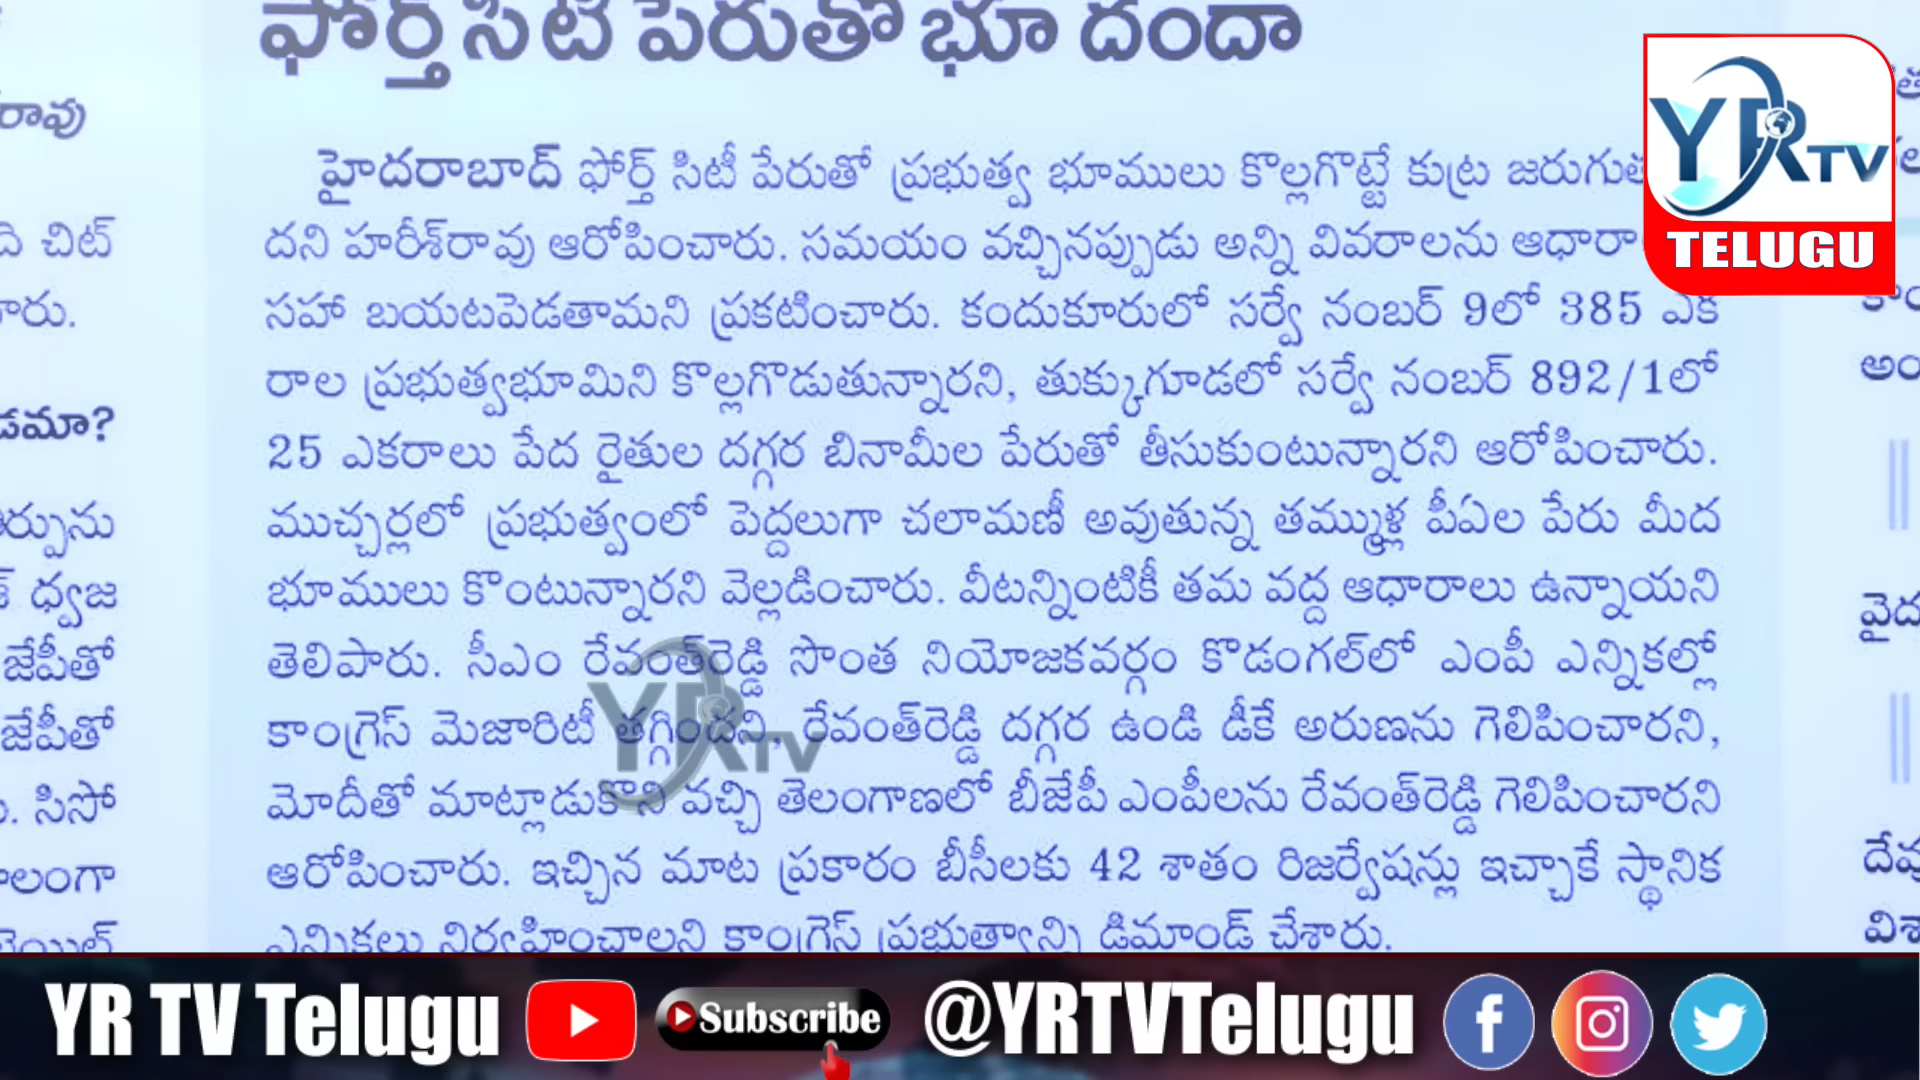 ఫోర్త్ సిటీ పేరుతో భూ దందా
హైదరాబాద్ ఫోర్త్ సిటీ పేరుతో ప్రభుత్వ భూములు కొల్లగొట్టే కుట్ర
దని హరీశ్‌రావు ఆరోపించారు. సమయం వచ్చినప్పుడు అన్ని వివరాలను
సహా బయటపెడతామని ప్రకటించారు. కందుకూరులో సర్వే నంబర్ 9లో 385 ఎక
రాల ప్రభుత్వభూమిని కొల్లగొడుతున్నారని, తుక్కుగూడలో సర్వే నంబర్ 892/1లో
25 ఎకరాలు పేద రైతుల దగ్గర బినామీల పేరుతో తీసుకుంటున్నారని ఆరోపించారు.
ముచ్చర్లలో ప్రభుత్వంలో పెద్దలుగా చలామణీ అవుతున్న తమ్ముళ్ల పీఏల పేరు మీద
భూములు కొంటున్నారని వెల్లడించారు. వీటన్నింటికీ తమ వద్ద ఆధారాలు ఉన్నాయని
తెలిపారు. సీఎం రేవంత్‌రెడ్డి సొంత నియోజకవర్గం కొడంగల్‌లో ఎంపీ ఎన్నికల్లో
కాంగ్రెస్ మెజారిటీ తగ్గిందని, రేవంత్‌రెడ్డి దగ్గర ఉండి డీకే అరుణను గెలిపించారని,
మోదీతో మాట్లాడుకొని వచ్చి తెలంగాణలో బీజేపీ ఎంపీలను రేవంత్‌రెడ్డి గెలిపించారని
ఆరోపించారు. ఇచ్చిన మాట ప్రకారం బీసీలకు 42 శాతం రిజర్వేషన్లు ఇచ్చాకే స్థానిక
ఎన్నికలు నిర్వహించాలని కాంగ్రెస్ ప్రభుత్వాన్ని డిమాండ్ చేశారు.
చిట్
ధ్వజ
జేపీతో
జేపీతో
సిసో
YRTV
TELUGU
YRTV
YR TV Telugu Subscribe @YRTVTelugu